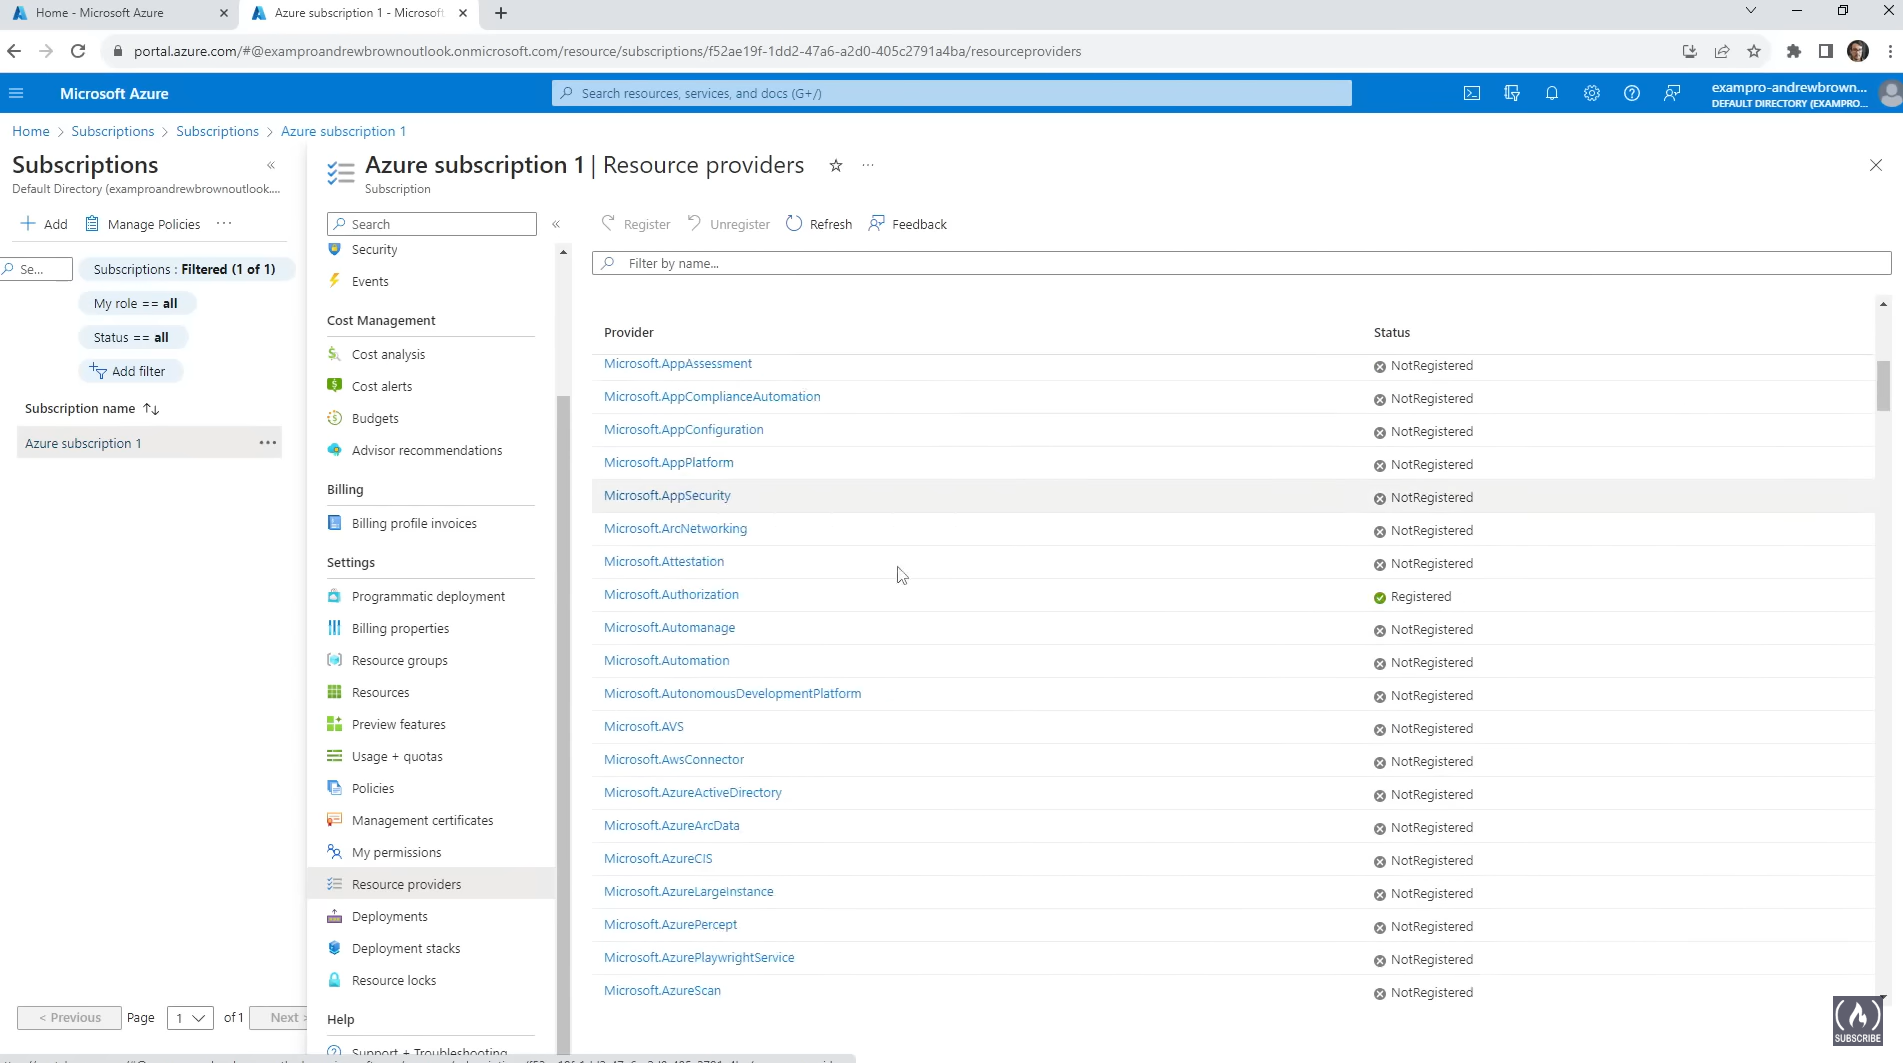 Home - Microsoft Azure
Azure subscription 1 - Microsoft
portal.azure.com/#@examproandrewbrownoutlook.onmicrosoft.com/resource/subscriptions/f52ae19f-1dd2-47a6-a2d0-405c2791a4ba/resourceproviders
Microsoft Azure
Search resources, services, and docs (G+/)
exampro-andrewbrown...
DEFAULT DIRECTORY (EXAMPRO...
Home > Subscriptions > Subscriptions > Azure subscription 1
Subscriptions
Default Directory (examproandrewbrownoutlook....
Add
Manage Policies
Se...
Subscriptions : Filtered (1 of 1)
My role == all
Status == all
Add filter
Subscription name
Azure subscription 1
< Previous
Page
1
of 1
Next >
Azure subscription 1 | Resource providers
Subscription
Search
Security
Events
Cost Management
Cost analysis
Cost alerts
Budgets
Advisor recommendations
Billing
Billing profile invoices
Settings
Programmatic deployment
Billing properties
Resource groups
Resources
Preview features
Usage + quotas
Policies
Management certificates
My permissions
Resource providers
Deployments
Deployment stacks
Resource locks
Help
Support + Troubleshooting
Register
Unregister
Refresh
Feedback
Filter by name...
Provider Status
Microsoft.AppAssessment NotRegistered
Microsoft.AppComplianceAutomation NotRegistered
Microsoft.AppConfiguration NotRegistered
Microsoft.AppPlatform NotRegistered
Microsoft.AppSecurity NotRegistered
Microsoft.ArcNetworking NotRegistered
Microsoft.Attestation NotRegistered
Microsoft.Authorization Registered
Microsoft.Automanage NotRegistered
Microsoft.Automation NotRegistered
Microsoft.AutonomousDevelopmentPlatform NotRegistered
Microsoft.AVS NotRegistered
Microsoft.AwsConnector NotRegistered
Microsoft.AzureActiveDirectory NotRegistered
Microsoft.AzureArcData NotRegistered
Microsoft.AzureCIS NotRegistered
Microsoft.AzureLargeInstance NotRegistered
Microsoft.AzurePercept NotRegistered
Microsoft.AzurePlaywrightService NotRegistered
Microsoft.AzureScan NotRegistered
SUBSCRIBE